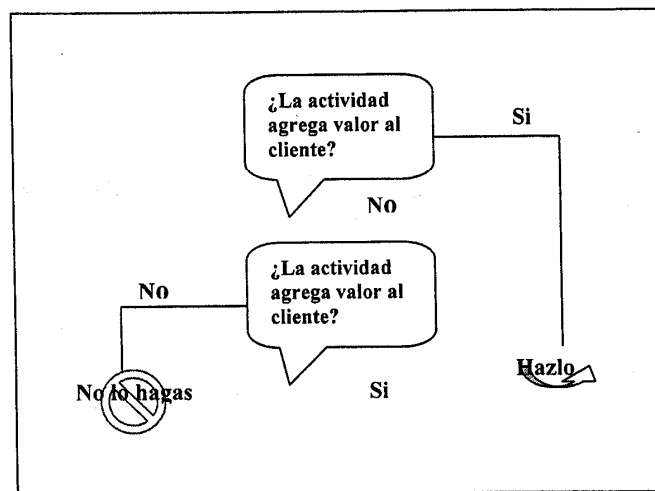 ¿La actividad
agrega valor al
cliente?
Si
No
¿La actividad
agrega valor al
cliente?
No
No lo hagas
Si
Hazlo